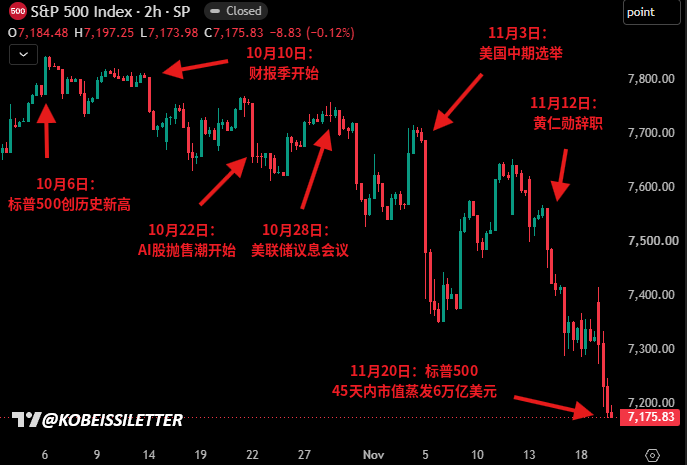 500 S&P 500 Index · 2h · SP Closed
point
O7,184.48 H7,197.25 L7,173.98 C7,175.83 -8.83 (-0.12%)
10月10日：
财报季开始
11月3日：
美国中期选举
7,800.00
11月12日：
黄仁勋辞职
7,700.00
10月6日：
标普500创历史新高
7,600.00
10月22日：
AI股抛售潮开始
10月28日：
美联储议息会议
7,500.00
7,400.00
7,300.00
11月20日：标普500
45天内市值蒸发6万亿美元
7,200.00
7,175.83
@KOBEISSILETTER
6 9 14 19 22 27 Nov 5 10 13 18